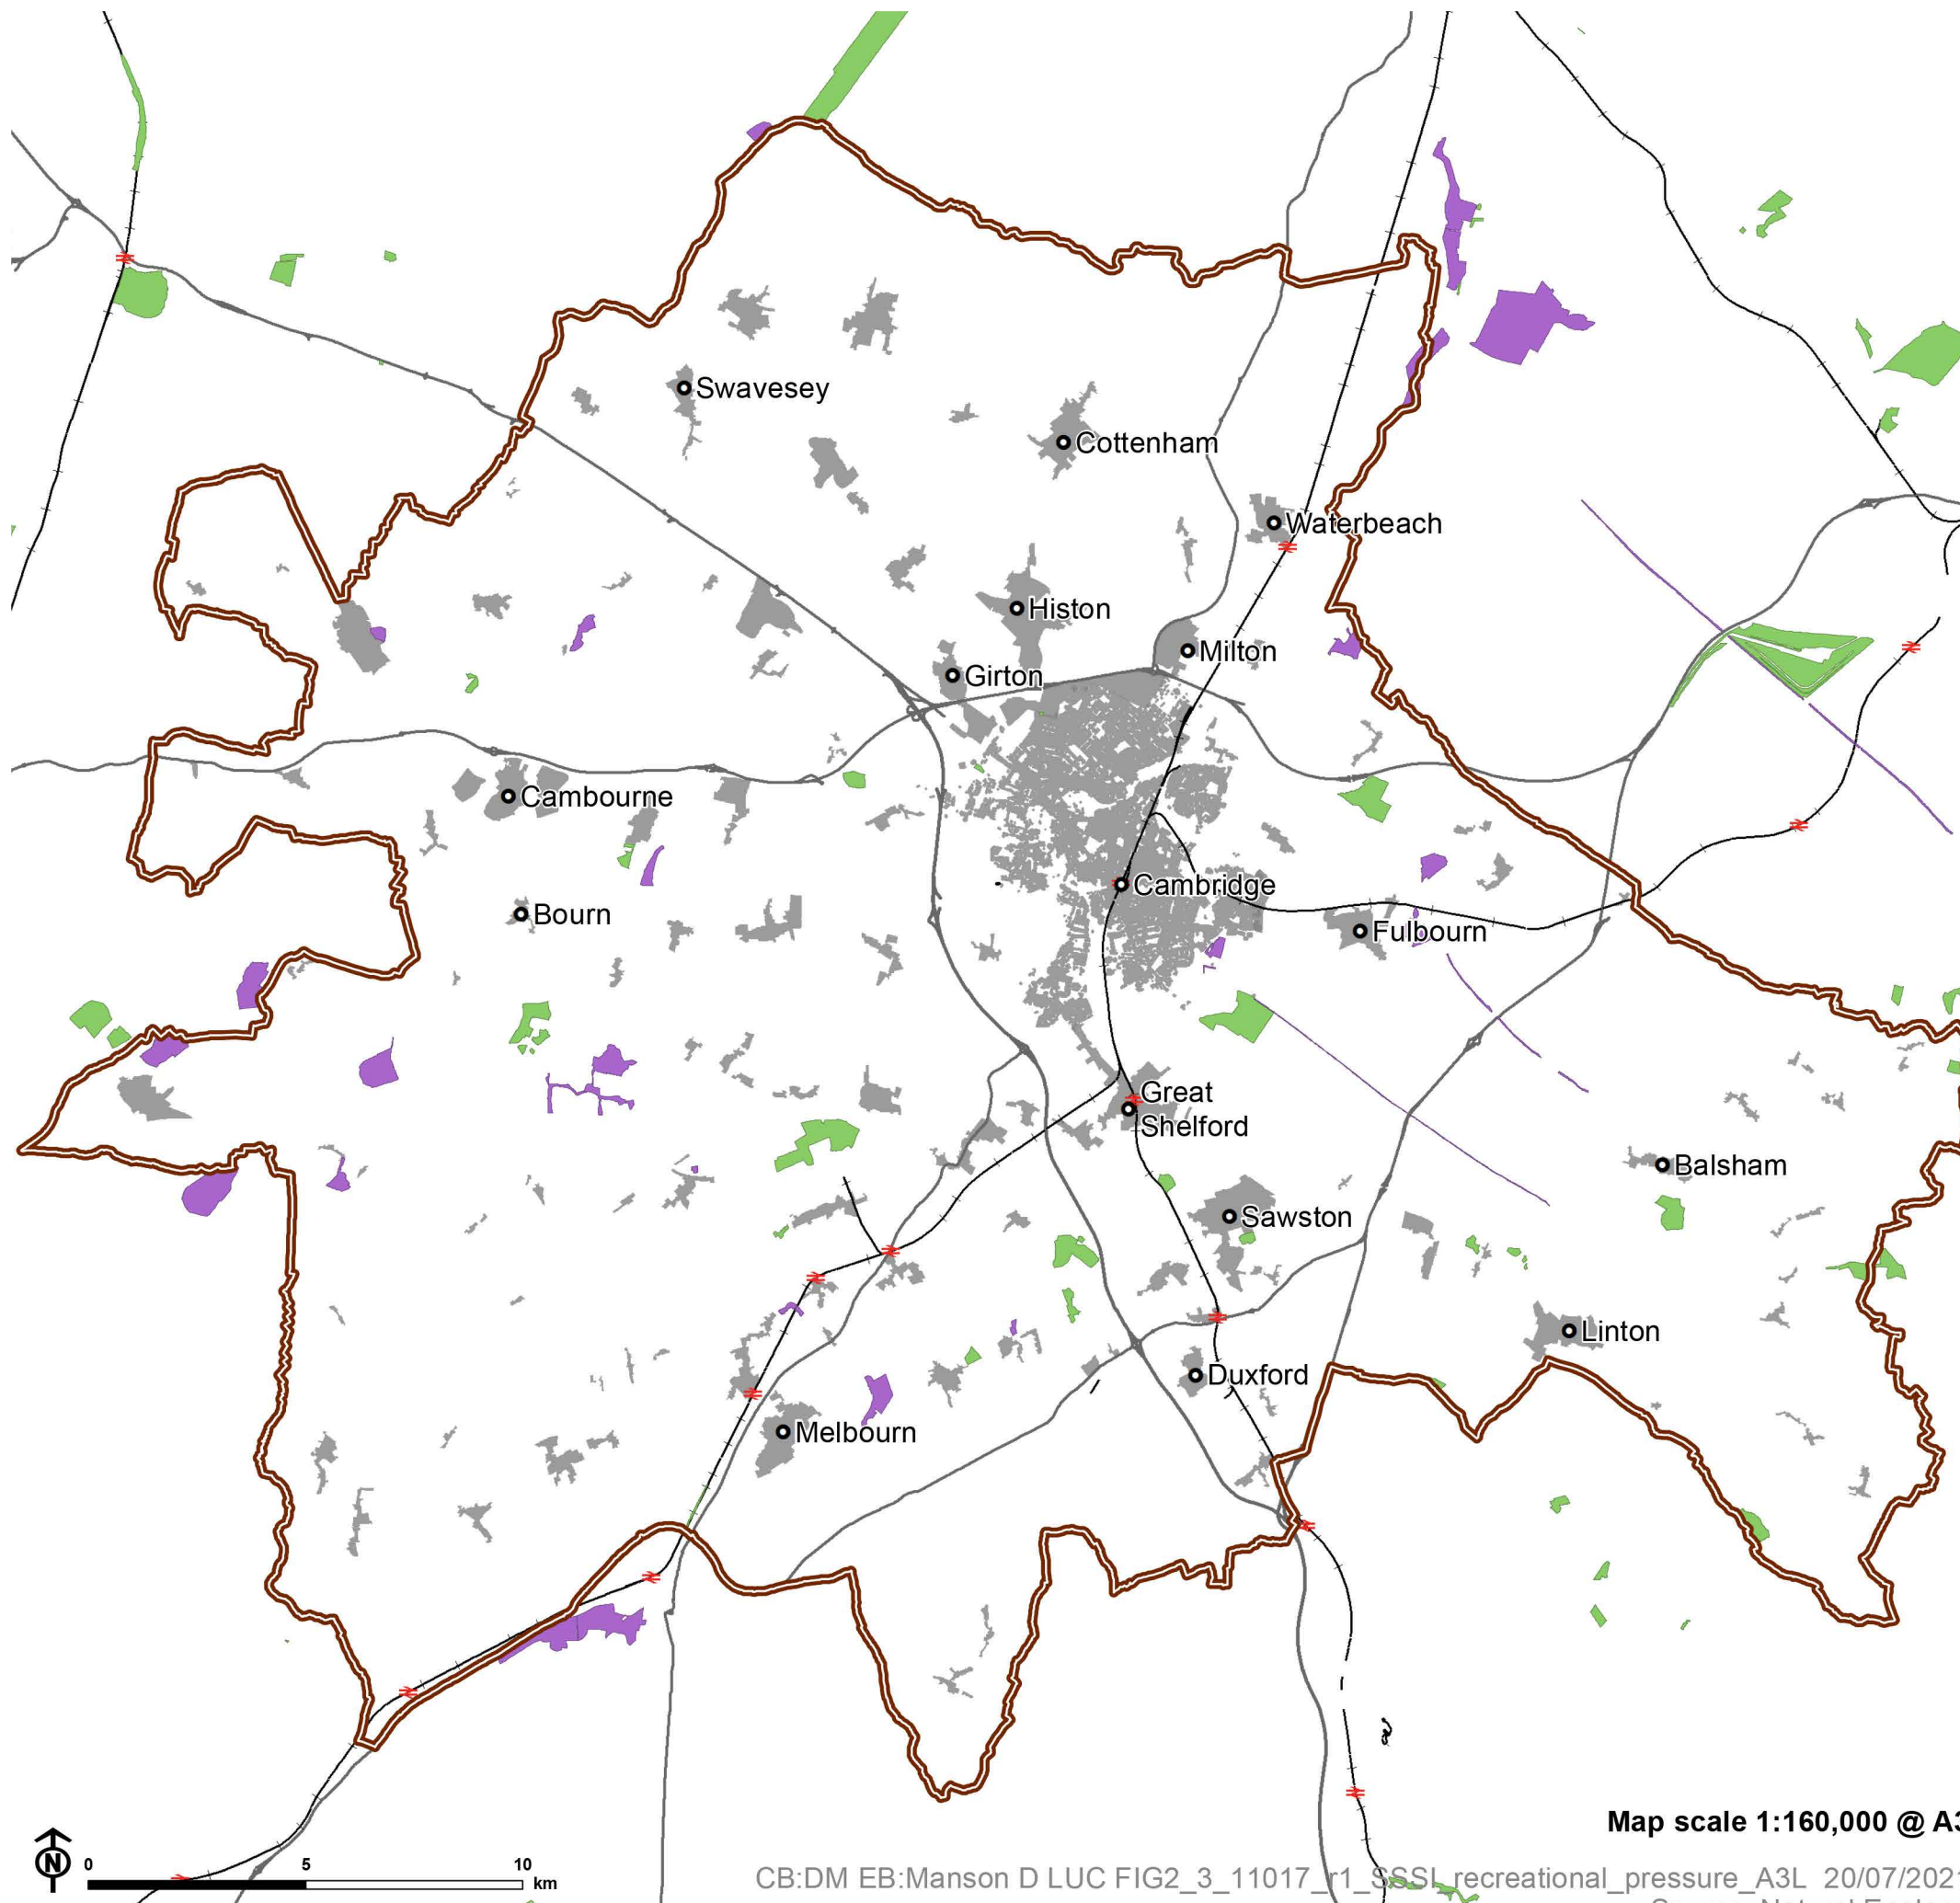 Swavesey
Cottenham
Waterbeach
Histon
Milton
Girton
Cambourne
Cambridge
Bourn
Fulbourn
Great
Shelford
Balsham
Sawston
Linton
Duxford
Melbourn
Map scale 1:160,000 @ A3
N
0 5 10
km
CB:DM EB:Manson D LUC FIG2_3_11017_r1_SSSI_recreational_pressure_A3L 20/07/202